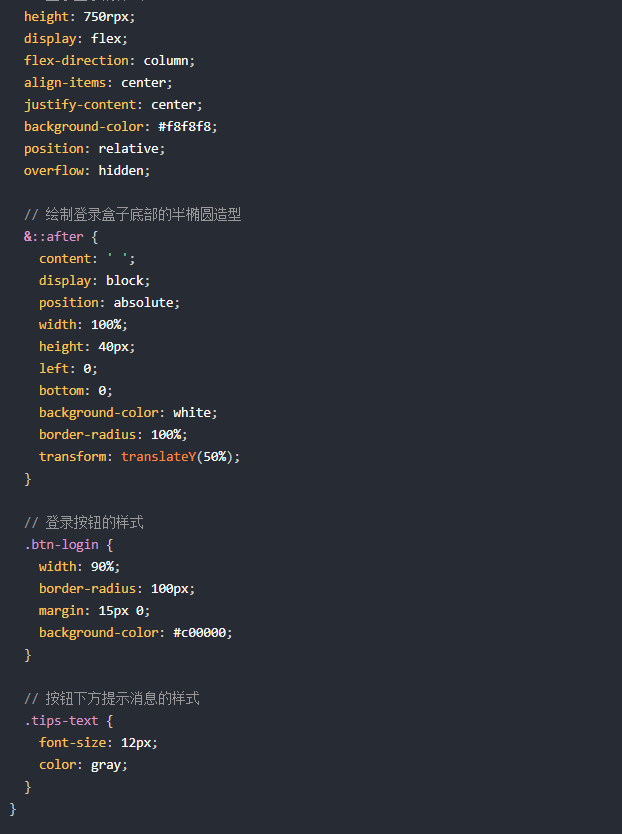 height: 750rpx;
display: flex;
flex-direction: column;
align-items: center;
justify-content: center;
background-color: #f8f8f8;
position: relative;
overflow: hidden;
// 绘制登录盒子底部的半椭圆造型
&::after {
content: ' ';
display: block;
position: absolute;
width: 100%;
height: 40px;
left: 0;
bottom: 0;
background-color: white;
border-radius: 100%;
transform: translateY(50%);
}
// 登录按钮的样式
.btn-login {
width: 90%;
border-radius: 100px;
margin: 15px 0;
background-color: #c00000;
}
// 按钮下方提示消息的样式
.tips-text {
font-size: 12px;
color: gray;
}
}